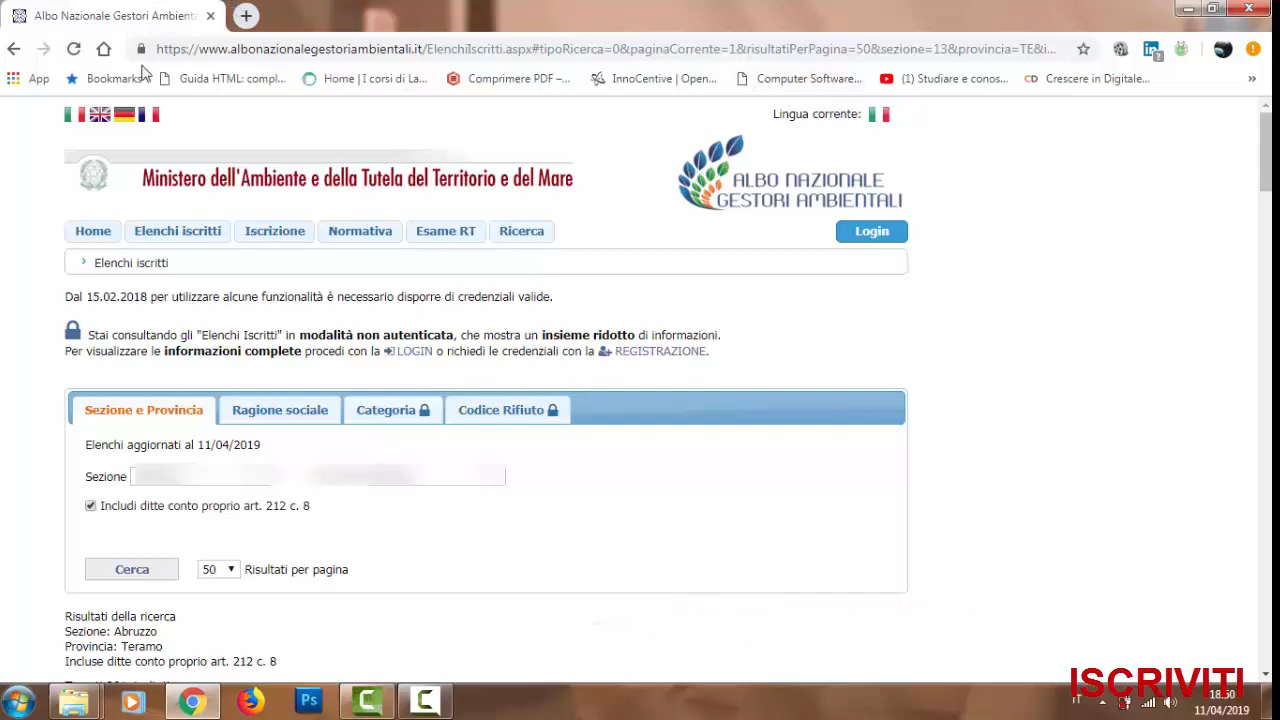 Albo Nazionale Gestori Ambienta
https://www.albonazionalegestoriambientali.it/ElenchiIscritti.aspx#tipoRicerca=0&paginaCorrente=1&risultatiPerPagina=50&sezione=13&provincia=TE&i...
App Bookmarks Guida HTML: compl... Home | I corsi di La... Comprimere PDF –... InnoCentive | Open... Computer Software... (1) Studiare e conos... CD Crescere in Digitale... »
Lingua corrente:
Ministero dell'Ambiente e della Tutela del Territorio e del Mare
ALBO NAZIONALE
GESTORI AMBIENTALI
Home Elenchi iscritti Iscrizione Normativa Esame RT Ricerca Login
Elenchi iscritti
Dal 15.02.2018 per utilizzare alcune funzionalità è necessario disporre di credenziali valide.
Stai consultando gli "Elenchi Iscritti" in modalità non autenticata, che mostra un insieme ridotto di informazioni.
Per visualizzare le informazioni complete procedi con la LOGIN o richiedi le credenziali con la REGISTRAZIONE.
Sezione e Provincia Ragione sociale Categoria Codice Rifiuto
Elenchi aggiornati al 11/04/2019
Sezione
Includi ditte conto proprio art. 212 c. 8
Cerca 50 Risultati per pagina
Risultati della ricerca
Sezione: Abruzzo
Provincia: Teramo
Incluse ditte conto proprio art. 212 c. 8
ISCRIVITI
Ps IT 18.50
11/04/2019